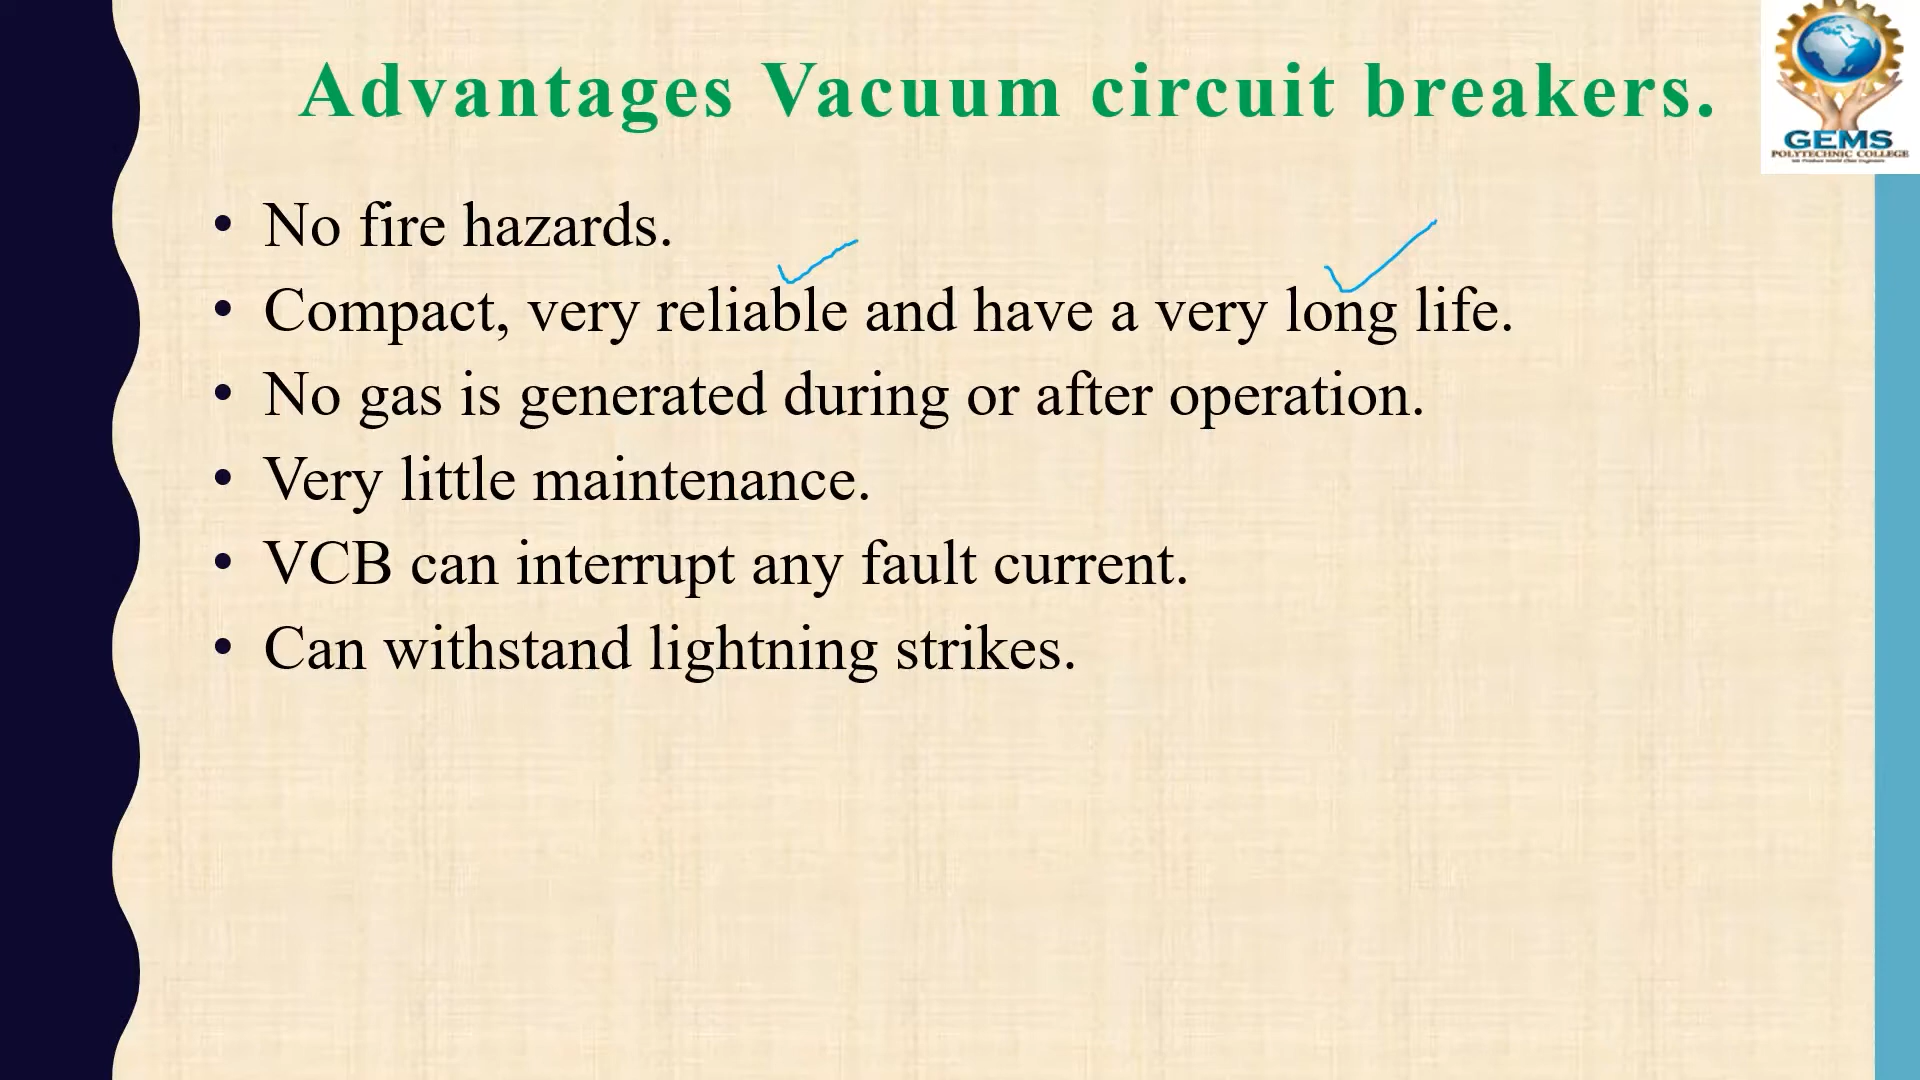 Advantages Vacuum circuit breakers.
GEMS
POLYTECHNIC COLLEGE
• No fire hazards.
• Compact, very reliable and have a very long life.
• No gas is generated during or after operation.
• Very little maintenance.
• VCB can interrupt any fault current.
• Can withstand lightning strikes.